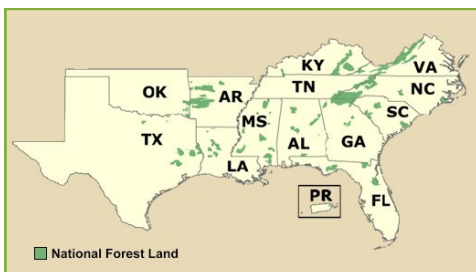 KY
VA
TN
NC
OK
AR
SC
MS
TX
AL
GA
LA
PR
FL
National Forest Land